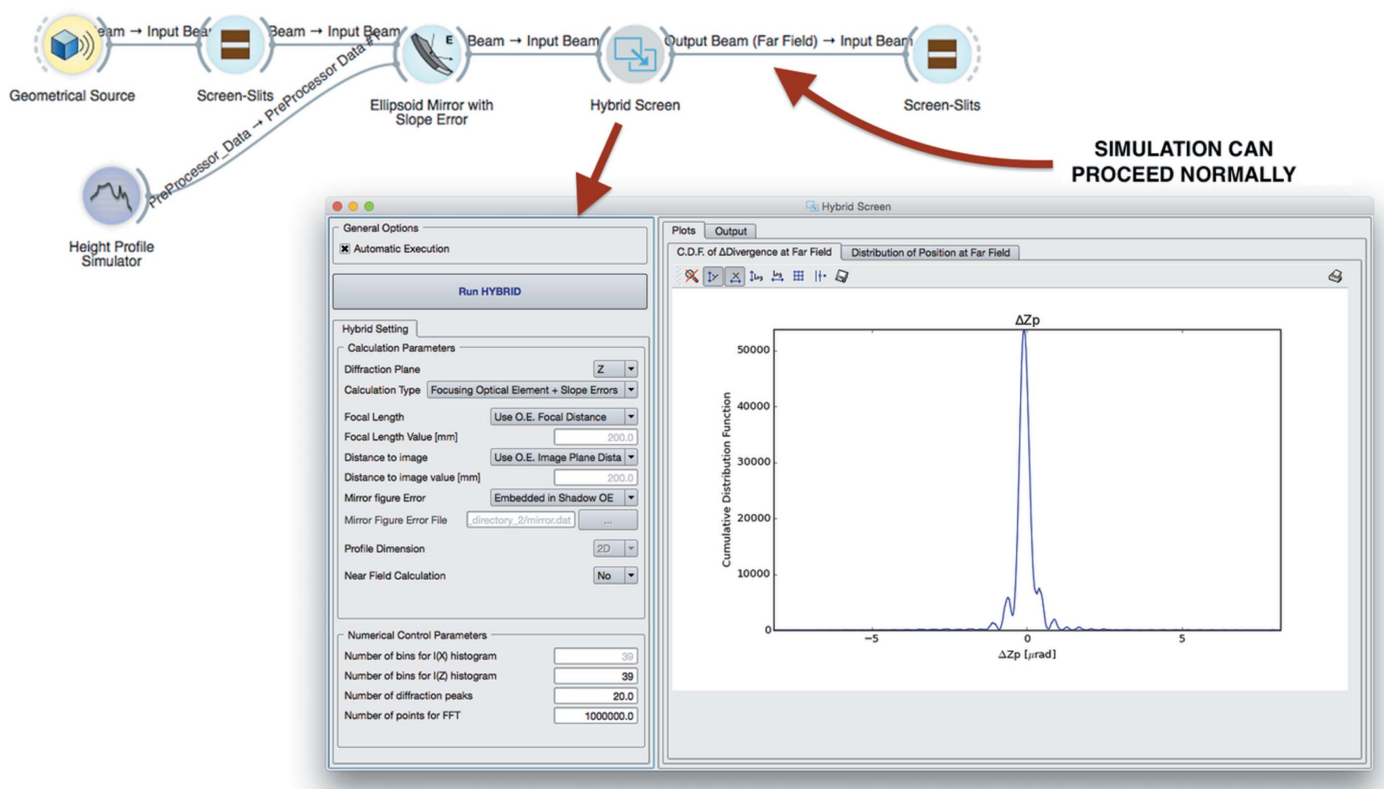 Beam → Input Beam
Beam → Input Beam
Beam → Input Beam
Output Beam (Far Field) → Input Beam
PreProcessor_Data → PreProcessor Data #1
E
Geometrical Source
Screen-Slits
Ellipsoid Mirror with
Slope Error
Hybrid Screen
Screen-Slits
Height Profile
Simulator
SIMULATION CAN
PROCEED NORMALLY
Hybrid Screen
General Options
Automatic Execution
Run HYBRID
Hybrid Setting
Calculation Parameters
Diffraction Plane Z
Calculation Type Focusing Optical Element + Slope Errors
Focal Length Use O.E. Focal Distance
Focal Length Value [mm] 200.0
Distance to image Use O.E. Image Plane Dista
Distance to image value [mm] 200.0
Mirror figure Error Embedded in Shadow OE
Mirror Figure Error File _directory_2/mirror.dat ...
Profile Dimension 2D
Near Field Calculation No
Numerical Control Parameters
Number of bins for I(X) histogram 39
Number of bins for I(Z) histogram 39
Number of diffraction peaks 20.0
Number of points for FFT 1000000.0
Plots Output
C.D.F. of ΔDivergence at Far Field Distribution of Position at Far Field
Log Log
ΔZp
50000
40000
30000
20000
10000
0
Cumulative Distribution Function
−5 0 5
ΔZp [μrad]